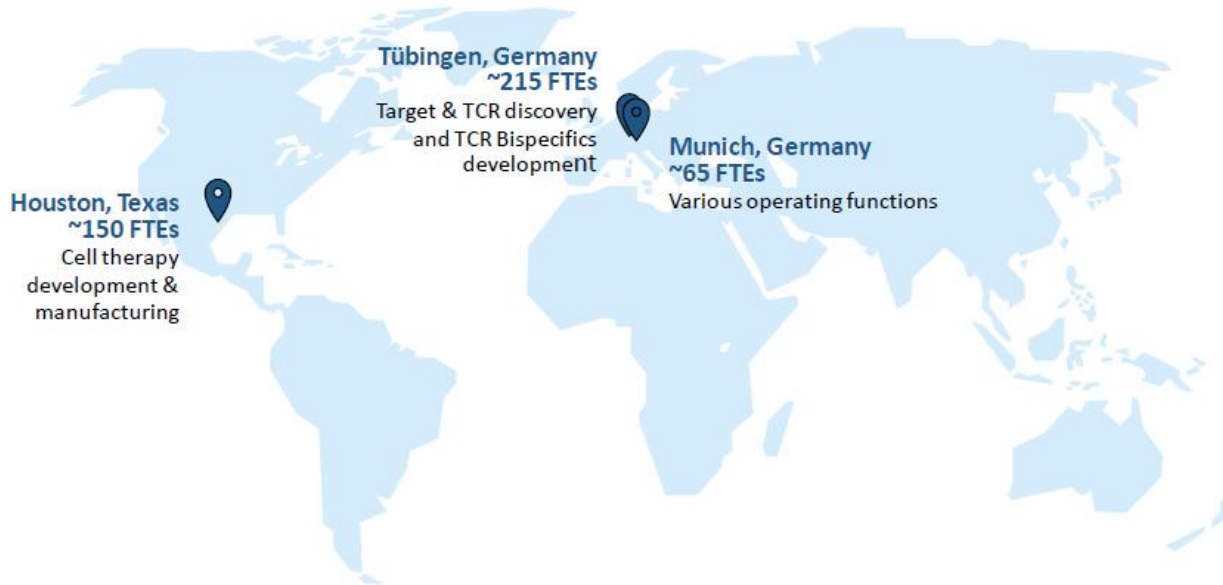 Tübingen, Germany
~215 FTEs
Target & TCR discovery
and TCR Bispecifics
development
Munich, Germany
~65 FTEs
Various operating functions
Houston, Texas
~150 FTEs
Cell therapy
development &
manufacturing